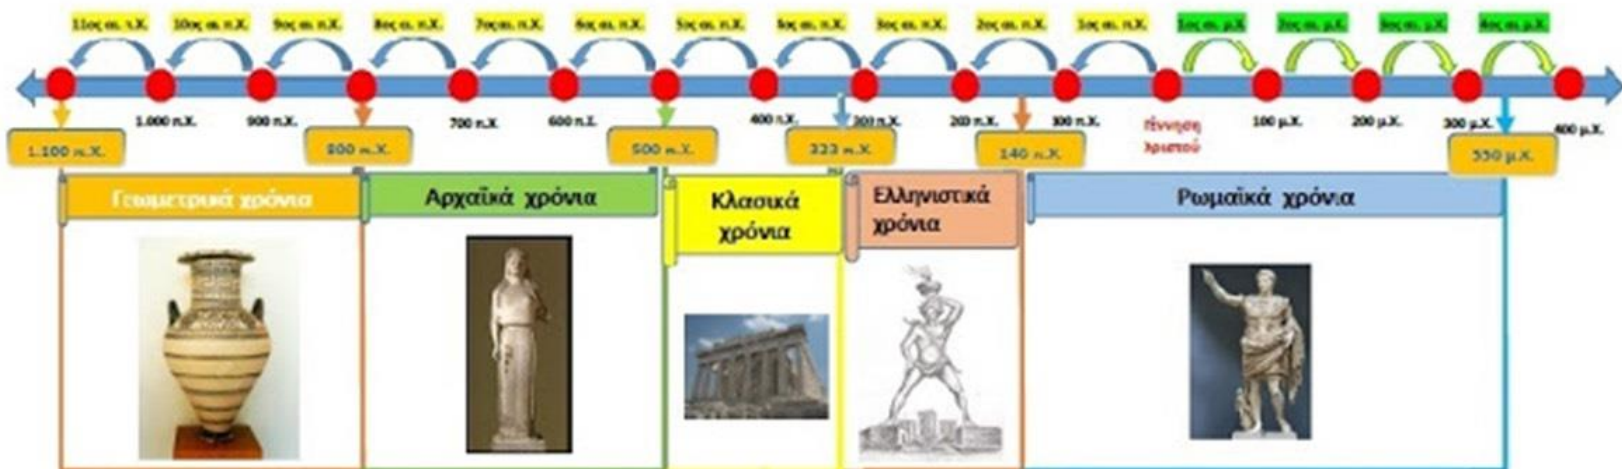 11ος αι. π.Χ. 10ος αι. π.Χ. 9ος αι. π.Χ. 8ος αι. π.Χ. 7ος αι. π.Χ. 6ος αι. π.Χ. 5ος αι. π.Χ. 4ος αι. π.Χ. 3ος αι. π.Χ. 2ος αι. π.Χ. 1ος αι. π.Χ. 1ος αι. μ.Χ. 2ος αι. μ.Χ. 3ος αι. μ.Χ. 4ος αι. μ.Χ.
1.000 π.Χ. 900 π.Χ. 700 π.Χ 600 π.Χ. 400 π.Χ. 300 π.Χ. 200 π.Χ. 100 π.Χ. Γέννηση 100 μ.Χ. 200 μ.Χ. 300 μ.Χ. 400 μ.Χ.
Χριστού
1.100 π.Χ. 800 π.Χ. 500 π.Χ. 323 π.Χ. 146 π.Χ. 330 μ.Χ.
Γεωμετρικά χρόνια
Αρχαϊκά χρόνια
Κλασικά
χρόνια
Ελληνιστικά
χρόνια
Ρωμαϊκά χρόνια